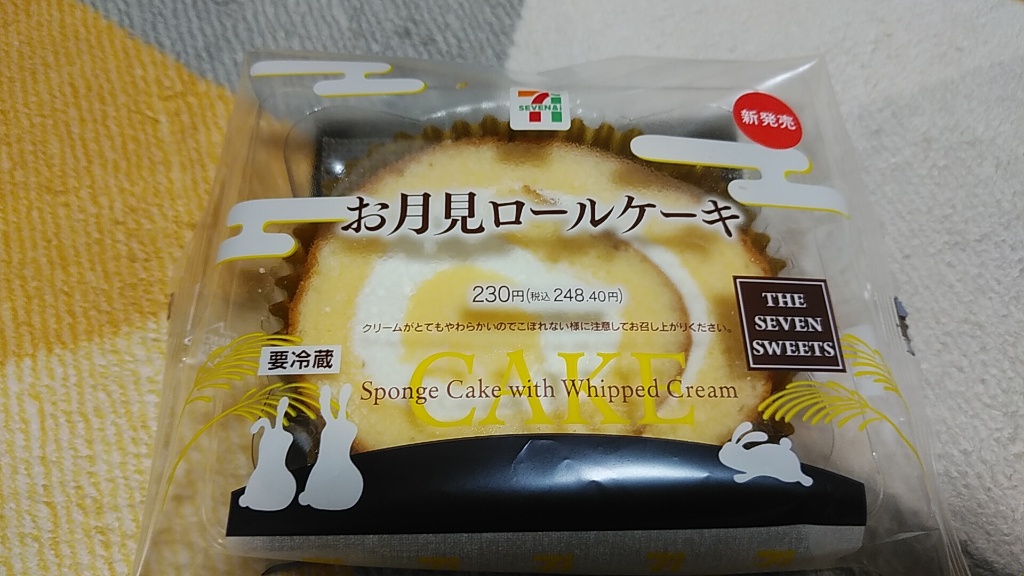 SEVEN&i
新発売
お月見ロールケーキ
230円(税込 248.40円)
クリームがとてもやわらかいのでこぼれない様に注意してお召し上がりください。
THE
SEVEN
SWEETS
要冷蔵
CAKE
Sponge Cake with Whipped Cream